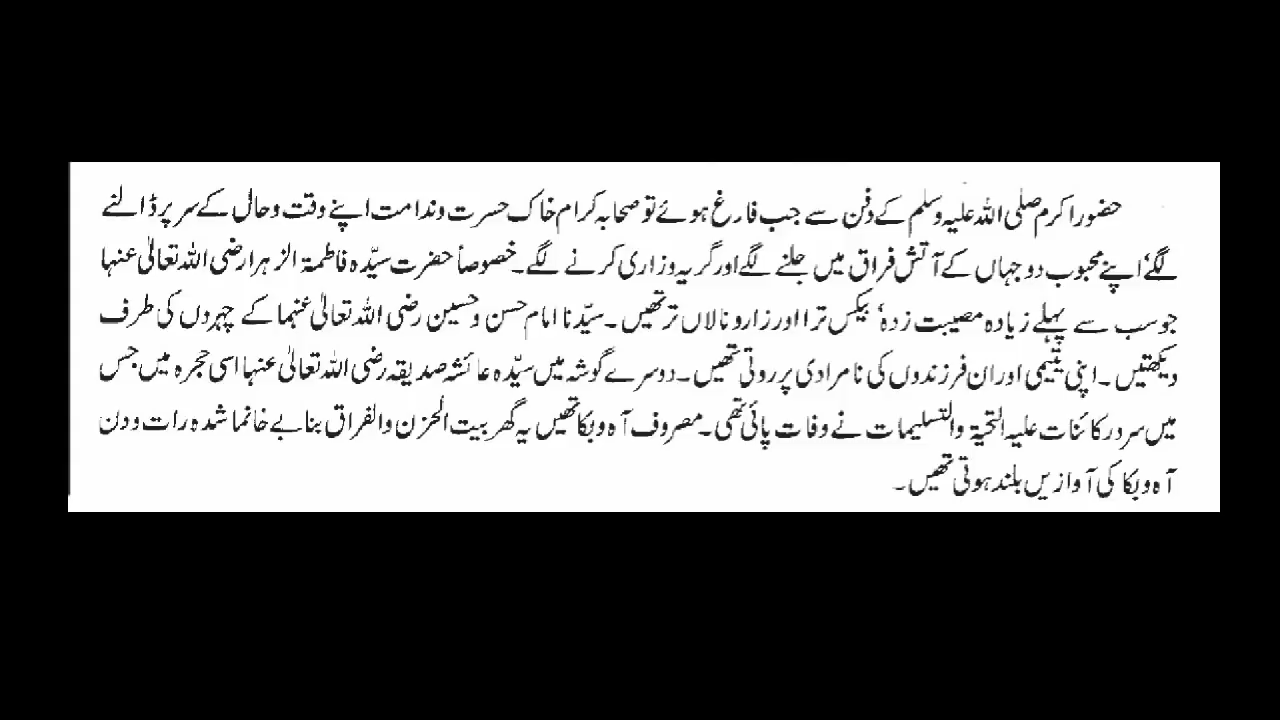 حضور اکرم صلی اللہ علیہ وسلم کے دفن سے جب فارغ ہوئے تو صحابہ کرام خاک حسرت وندامت اپنے وقت و حال کے سر پر ڈالنے
لگے‘ اپنے محبوب دو جہاں کے آتش فراق میں جلنے لگے اور گریہ وزاری کرنے لگے۔ خصوصاً حضرت سیّدہ فاطمۃ الزہرا رضی اللہ تعالیٰ عنہا
جو سب سے پہلے زیادہ مصیبت زدہ‘ بیکس تر اور زار و نالاں تر تھیں۔ سیّدنا امام حسن و حسین رضی اللہ تعالیٰ عنہما کے چہروں کی طرف
دیکھتیں۔ اپنی یتیمی اور ان فرزندوں کی نامرادی پر روتی تھیں۔ دوسرے گوشہ میں سیّدہ عائشہ صدیقہ رضی اللہ تعالیٰ عنہا اسی حجرہ میں جس
میں سرور کائنات علیہ التحیۃ والتسلیمات نے وفات پائی تھی۔ مصروف آہ و بکا تھیں یہ گھر بیت الحزن والفراق بنا بے خانما شدہ رات و دن
آہ و بکا کی آوازیں بلند ہوتی تھیں۔